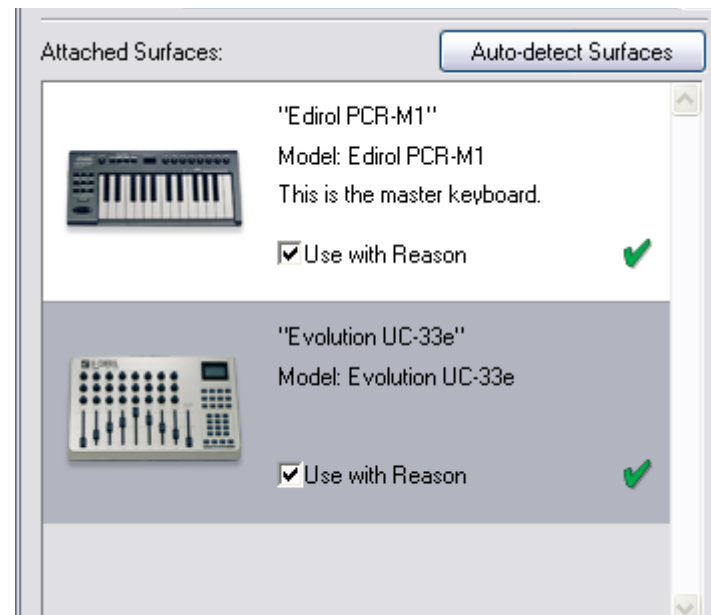 Attached Surfaces:
Auto-detect Surfaces
"Edirol PCR-M1"
Model: Edirol PCR-M1
This is the master keyboard.
Use with Reason
"Evolution UC-33e"
Model: Evolution UC-33e
Use with Reason